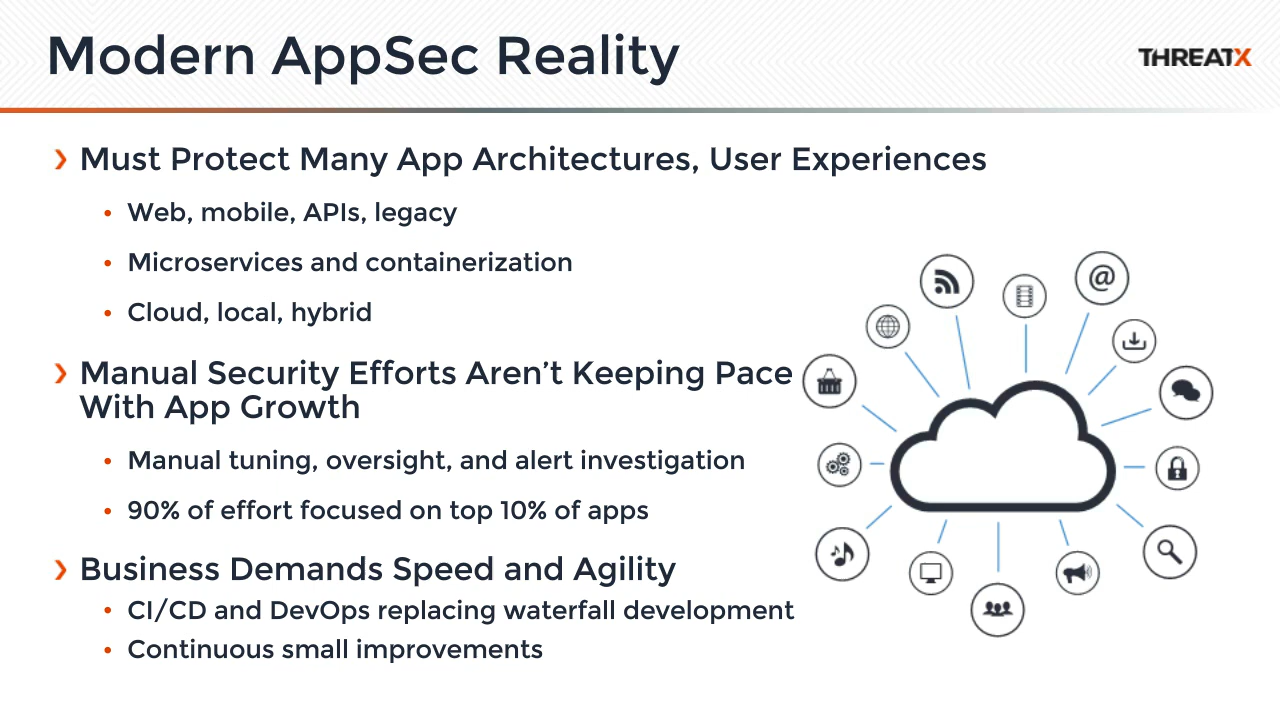 Modern AppSec Reality
THREATX
Must Protect Many App Architectures, User Experiences
Web, mobile, APIs, legacy
Microservices and containerization
Cloud, local, hybrid
Manual Security Efforts Aren’t Keeping Pace
With App Growth
Manual tuning, oversight, and alert investigation
90% of effort focused on top 10% of apps
Business Demands Speed and Agility
CI/CD and DevOps replacing waterfall development
Continuous small improvements
@